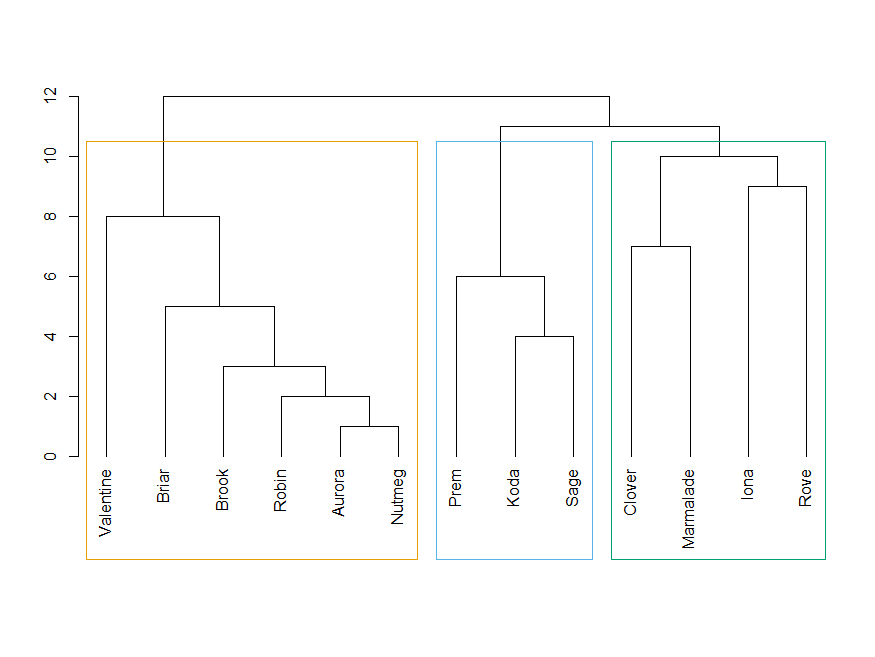 12
10
8
6
4
2
0
Valentine
Briar
Brook
Robin
Aurora
Nutmeg
Prem
Koda
Sage
Clover
Marmalade
Iona
Rove